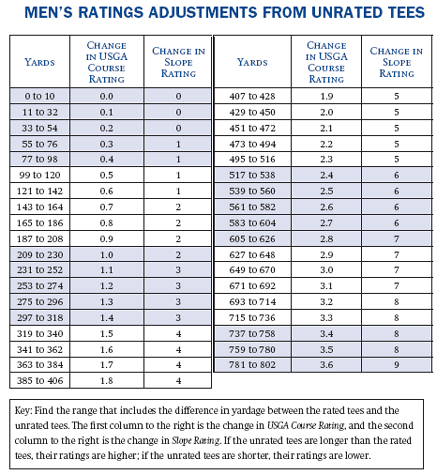 MEN'S RATINGS ADJUSTMENTS FROM UNRATED TEES
YARDS CHANGE IN USGA COURSE RATING CHANGE IN SLOPE RATING YARDS CHANGE IN USGA COURSE RATING CHANGE IN SLOPE RATING
0 to 10 0.0 0 407 to 428 1.9 5
11 to 32 0.1 0 429 to 450 2.0 5
33 to 54 0.2 0 451 to 472 2.1 5
55 to 76 0.3 1 473 to 494 2.2 5
77 to 98 0.4 1 495 to 516 2.3 5
99 to 120 0.5 1 517 to 538 2.4 6
121 to 142 0.6 1 539 to 560 2.5 6
143 to 164 0.7 2 561 to 582 2.6 6
165 to 186 0.8 2 583 to 604 2.7 6
187 to 208 0.9 2 605 to 626 2.8 7
209 to 230 1.0 2 627 to 648 2.9 7
231 to 252 1.1 3 649 to 670 3.0 7
253 to 274 1.2 3 671 to 692 3.1 7
275 to 296 1.3 3 693 to 714 3.2 8
297 to 318 1.4 3 715 to 736 3.3 8
319 to 340 1.5 4 737 to 758 3.4 8
341 to 362 1.6 4 759 to 780 3.5 8
363 to 384 1.7 4 781 to 802 3.6 9
385 to 406 1.8 4
Key: Find the range that includes the difference in yardage between the rated tees and the
unrated tees. The first column to the right is the change in USGA Course Rating, and the second
column to the right is the change in Slope Rating. If the unrated tees are longer than the rated
tees, their ratings are higher; if the unrated tees are shorter, their ratings are lower.